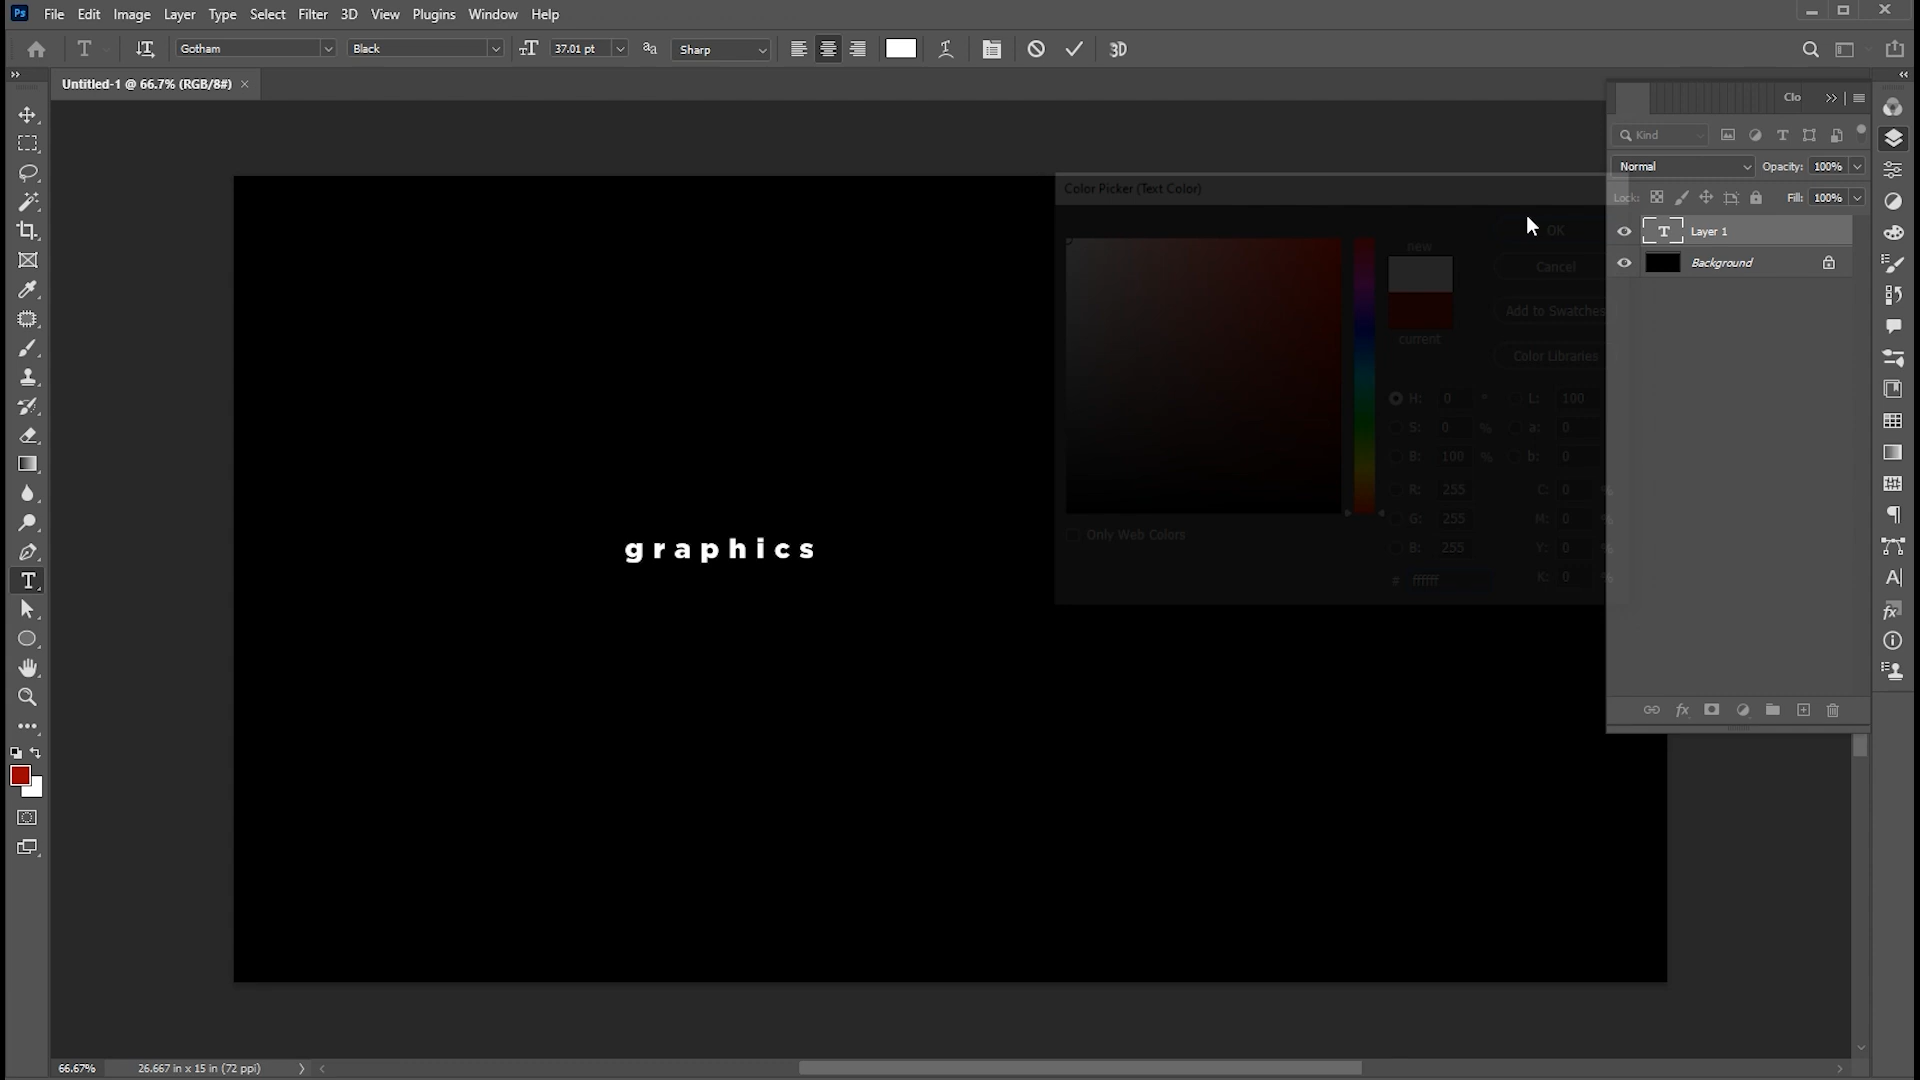 Ps File Edit Image Layer Type Select Filter 3D View Plugins Window Help
Gotham Black 37.01 pt Sharp 3D
Untitled-1 @ 66.7% (RGB/8#)
Clo
Kind
Normal Opacity: 100%
Lock: Fill: 100%
Layer 1
Background
Color Picker (Text Color)
new
OK
Cancel
Add to Swatches
current
Color Libraries
H: 0 ° L: 100
S: 0 % a: 0
B: 100 % b: 0
R: 255 C: 0 %
G: 255 M: 0 %
B: 255 Y: 0 %
# ffffff K: 0 %
Only Web Colors
graphics
66.67% 26.667 in x 15 in (72 ppi)